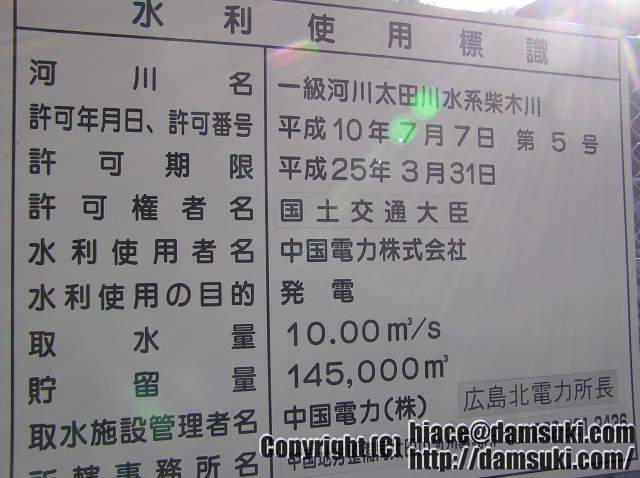 水利使用標識
河川名 一級河川太田川水系柴木川
許可年月日、許可番号 平成10年7月7日 第5号
許可期限 平成25年3月31日
許可権者名 国土交通大臣
水利使用者名 中国電力株式会社
水利使用の目的 発電
取水量 10.00m³/s
貯留量 145,000m³
取水施設管理者名 中国電力(株) 広島北電力所長
所轄事務所名
Copyright (C) hiace@damsuki.com
http://damsuki.com/